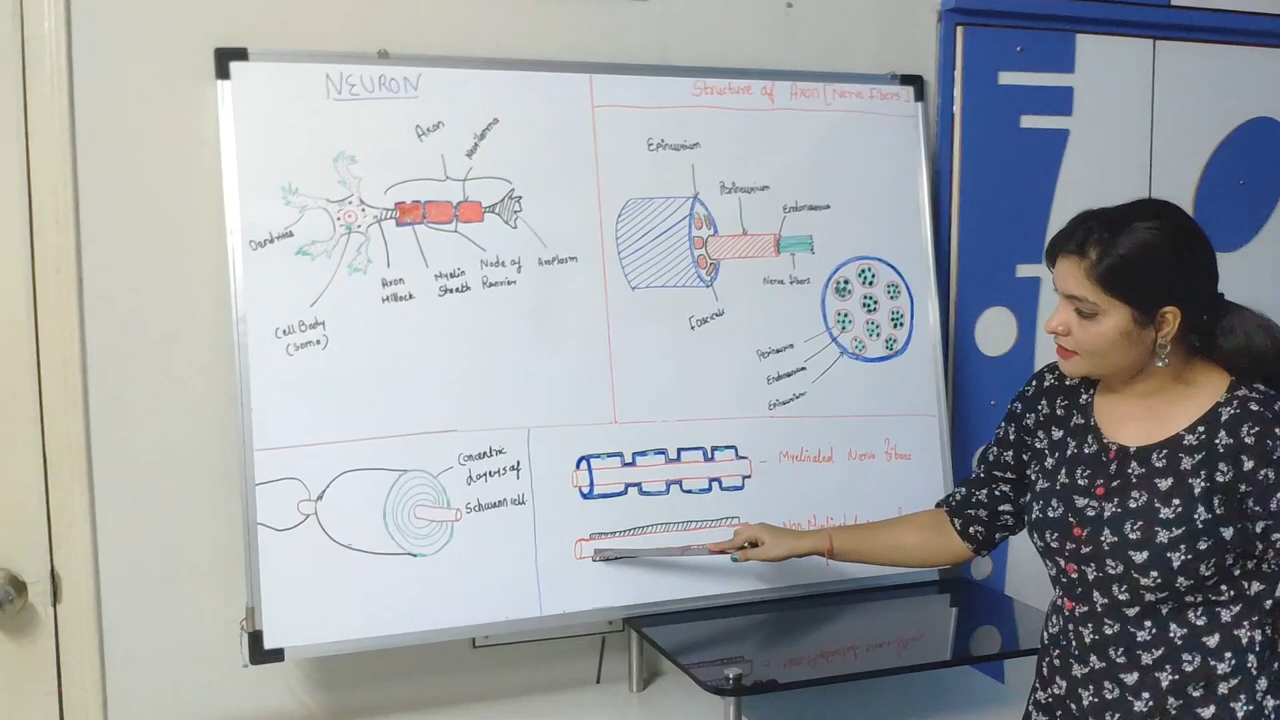 NEURON
Axon
Neurilemma
Dendrites
Axon
Hillock
Myelin
Sheath
Node of
Ranvier
Axoplasm
Cell Body
(Soma)
Structure of Axon [Nerve fibers]
Epineurium
Perineurium
Endoneurium
Nerve fibers
Fascicule
Perineurium
Endoneurium
Epineurium
Concentric
Layers of
Schwann cell
- Myelinated Nerve Fibers